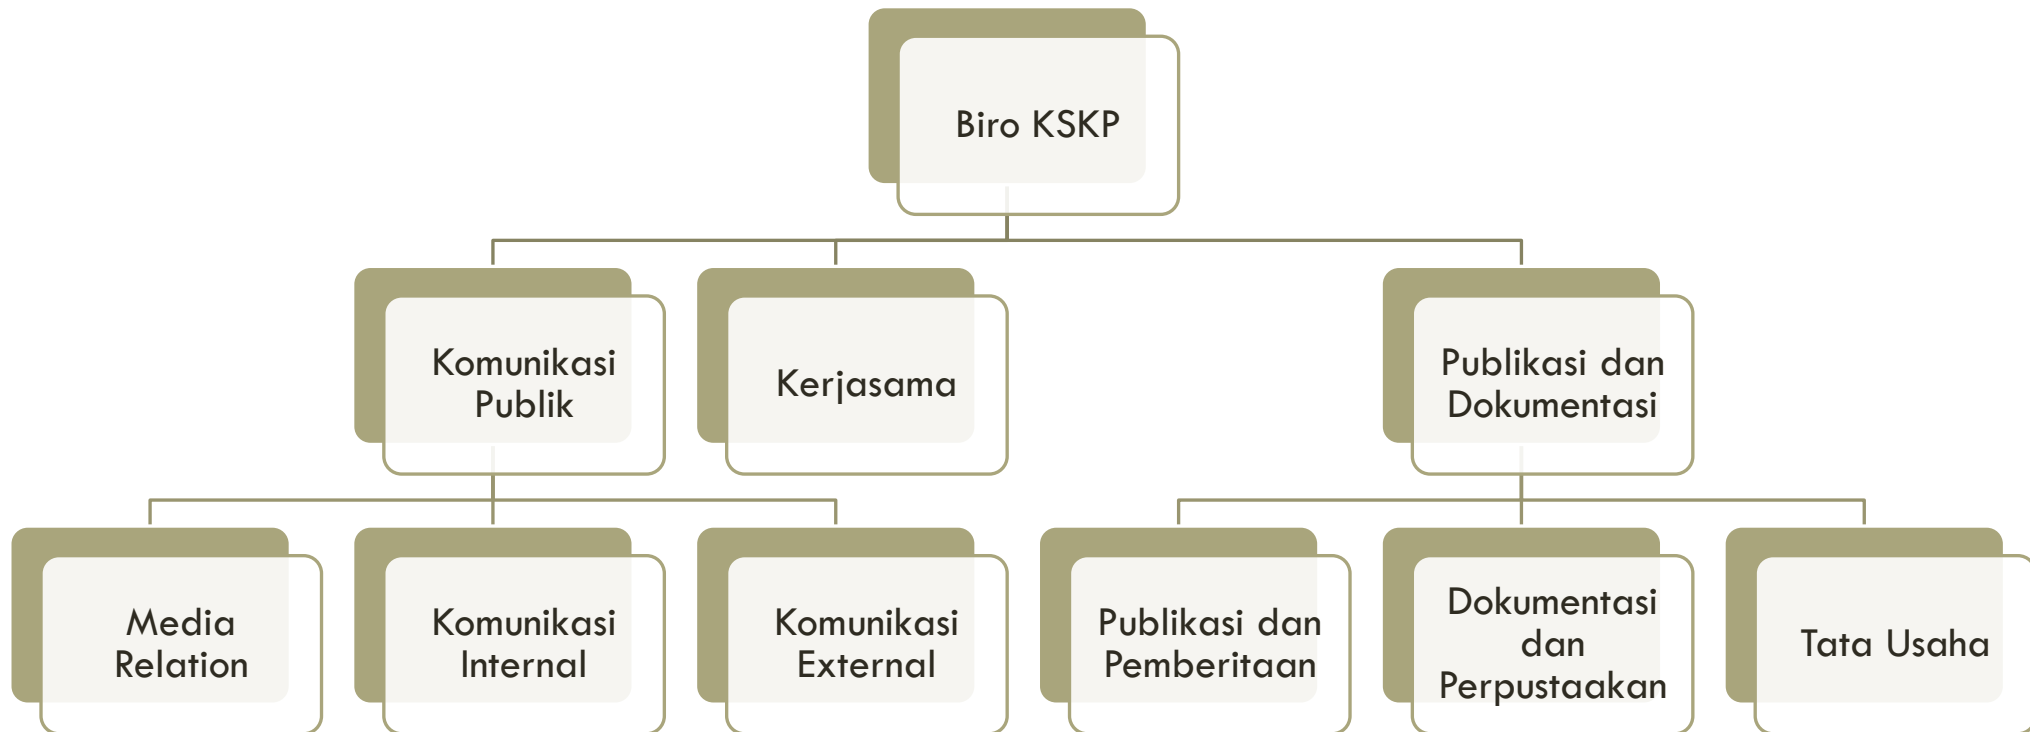 Biro KSKP
Komunikasi
Publik
Kerjasama
Publikasi dan
Dokumentasi
Media
Relation
Komunikasi
Internal
Komunikasi
External
Publikasi dan
Pemberitaan
Dokumentasi
dan
Perpustaakan
Tata Usaha